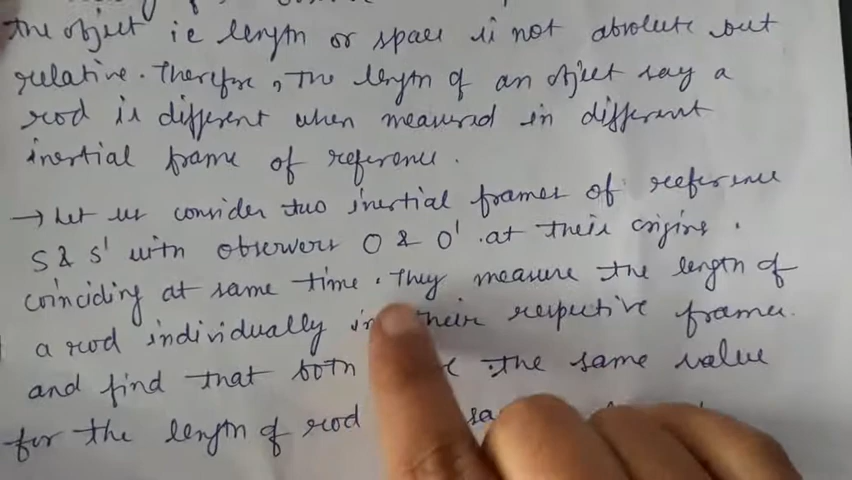 the object ie length or space is not absolute but
relative. Therefore, the length of an object say a
rod is different when measured in different
inertial frame of reference.
→ Let us consider two inertial frames of reference
S & S' with observers O & O' at their origins.
coinciding at same time. They measure the length of
a rod individually in their respective frames.
and find that both the same value
for the length of rod